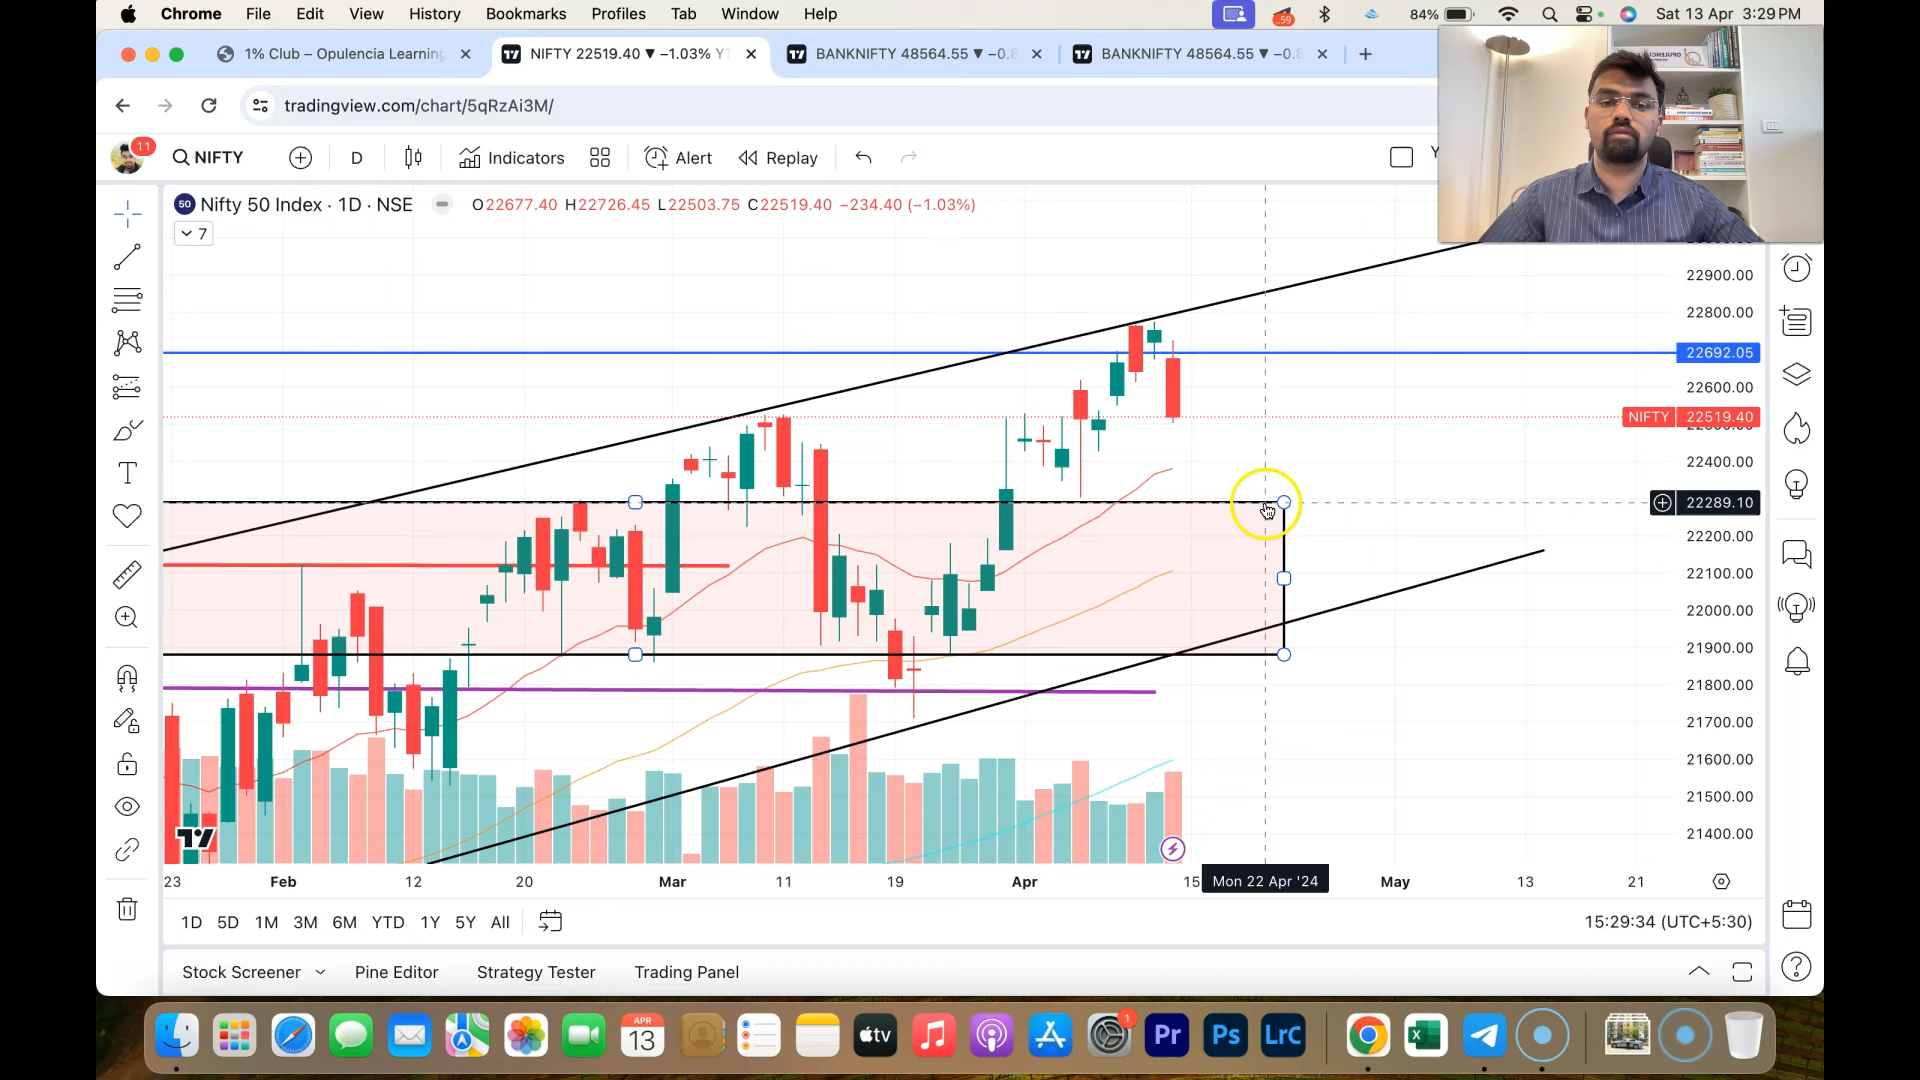 Chrome File Edit View History Bookmarks Profiles Tab Window Help
.59 84% Sat 13 Apr 3:29 PM
1% Club – Opulencia Learning
NIFTY 22519.40 ▼ −1.03%
BANKNIFTY 48564.55 ▼ −0.8
BANKNIFTY 48564.55 ▼ −0.8
tradingview.com/chart/5qRzAi3M/
11 NIFTY D Indicators Alert Replay
50 Nifty 50 Index · 1D · NSE O22677.40 H22726.45 L22503.75 C22519.40 −234.40 (−1.03%)
7
22900.00
22800.00
22692.05
22600.00
NIFTY 22519.40
22400.00
22289.10
22200.00
22100.00
22000.00
21900.00
21800.00
21700.00
21600.00
21500.00
21400.00
23 Feb 12 20 Mar 11 19 Apr 15 Mon 22 Apr '24 May 13 21
1D 5D 1M 3M 6M YTD 1Y 5Y All 15:29:34 (UTC+5:30)
Stock Screener Pine Editor Strategy Tester Trading Panel
APR
13
tv
1
Pr Ps LrC